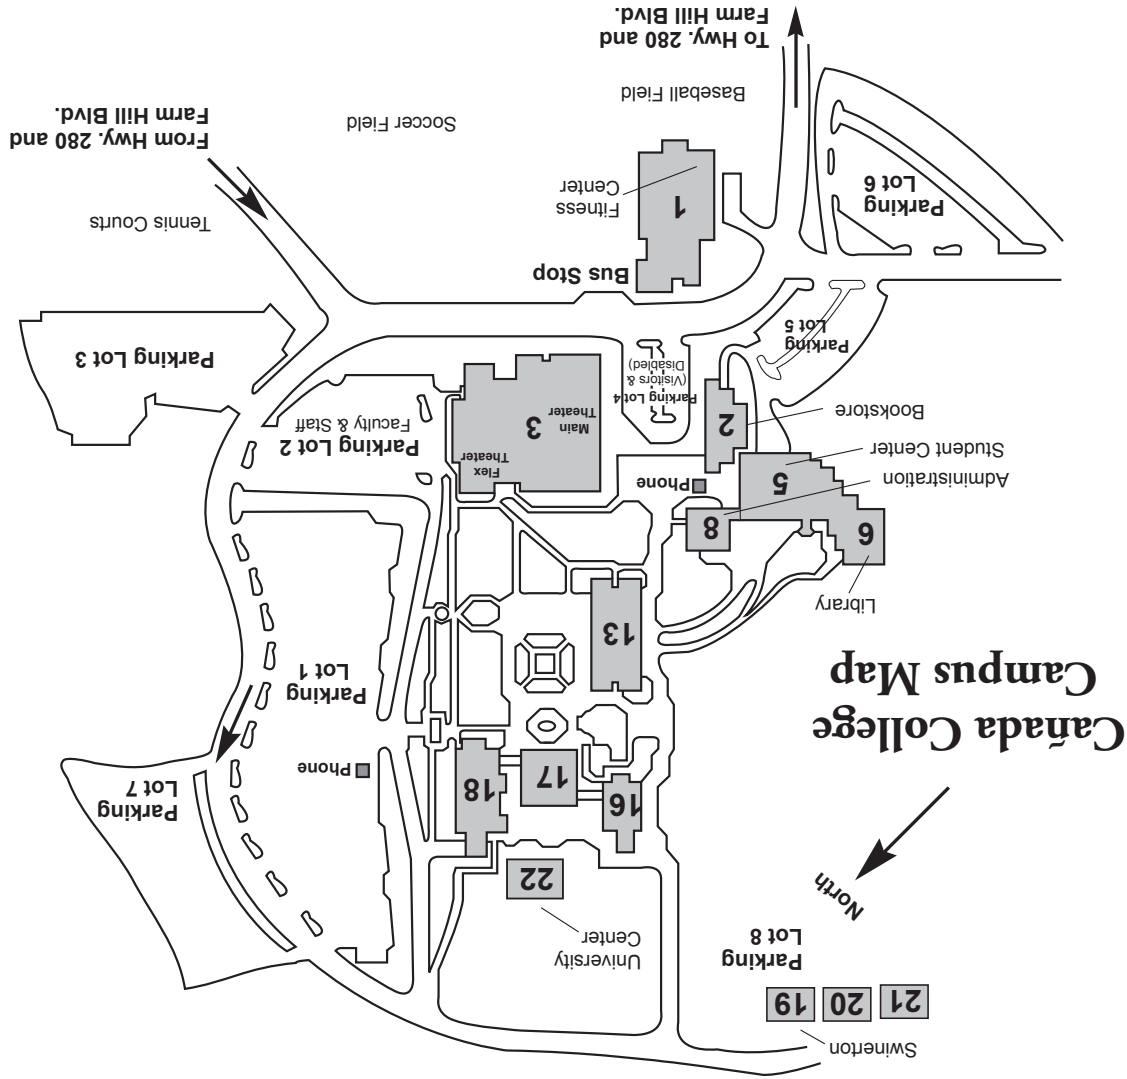 Swinerton
21
20
19
Parking
Lot 8
North
University
Center
22
Cañada College
Campus Map
16
17
18
Phone
Parking
Lot 7
Parking
Lot 1
13
Library
6
8
5
Administration
Student Center
Bookstore
2
Phone
Flex
Theater
Main
Theater
3
Parking Lot 2
Faculty & Staff
Parking Lot 4
(Visitors &
Disabled)
Parking
Lot 5
Parking Lot 3
Bus Stop
1
Fitness
Center
Parking
Lot 6
Tennis Courts
From Hwy. 280 and
Farm Hill Blvd.
Soccer Field
Baseball Field
To Hwy. 280 and
Farm Hill Blvd.